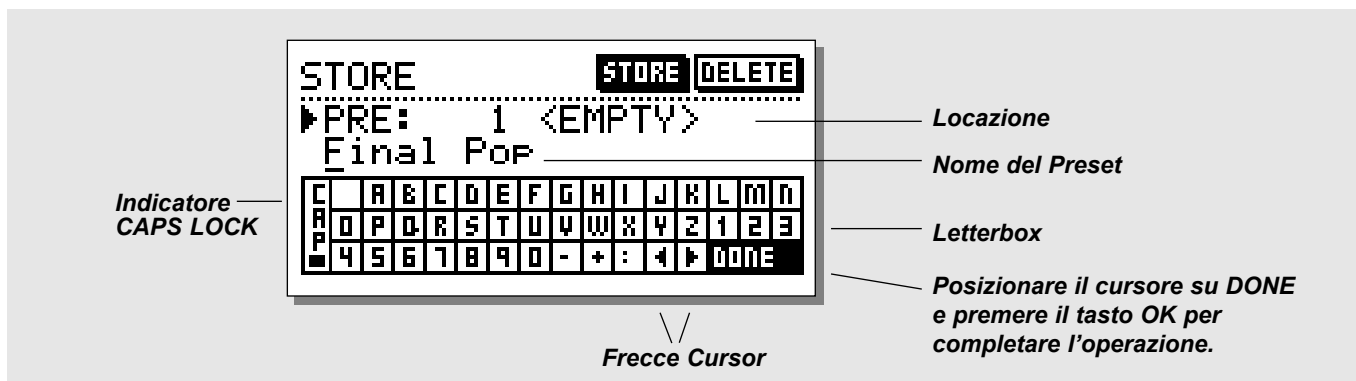 STORE STORE DELETE
PRE: 1 <EMPTY>
Locazione
Final Pop
Nome del Preset
Indicatore
CAPS LOCK
CAP
A B C D E F G H I J K L M N
O P Q R S T U V W X Y Z 1 2 3
4 5 6 7 8 9 0 - + : ◀ ▶ DONE
Letterbox
Posizionare il cursore su DONE
e premere il tasto OK per
completare l’operazione.
Frecce Cursor